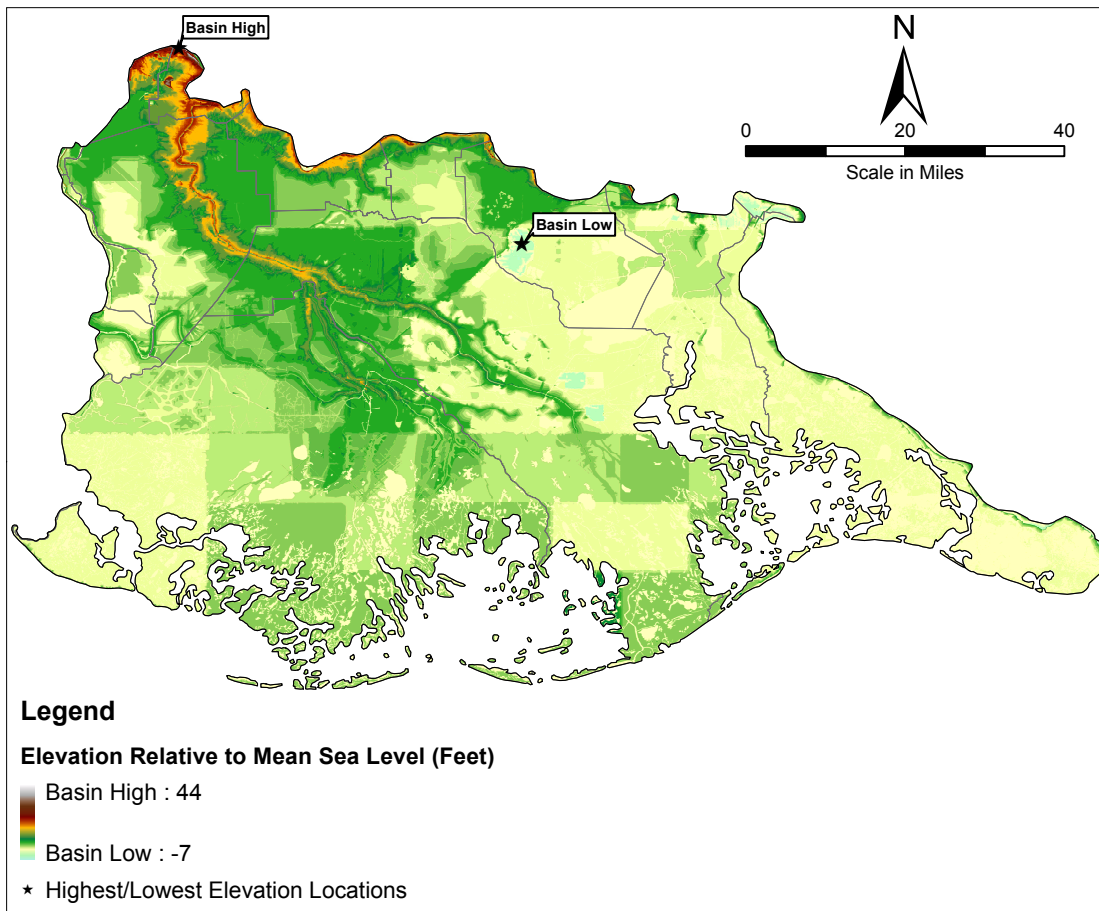 Basin High
N
0 20 40
Scale in Miles
Basin Low
Legend
Elevation Relative to Mean Sea Level (Feet)
Basin High : 44
Basin Low : -7
Highest/Lowest Elevation Locations